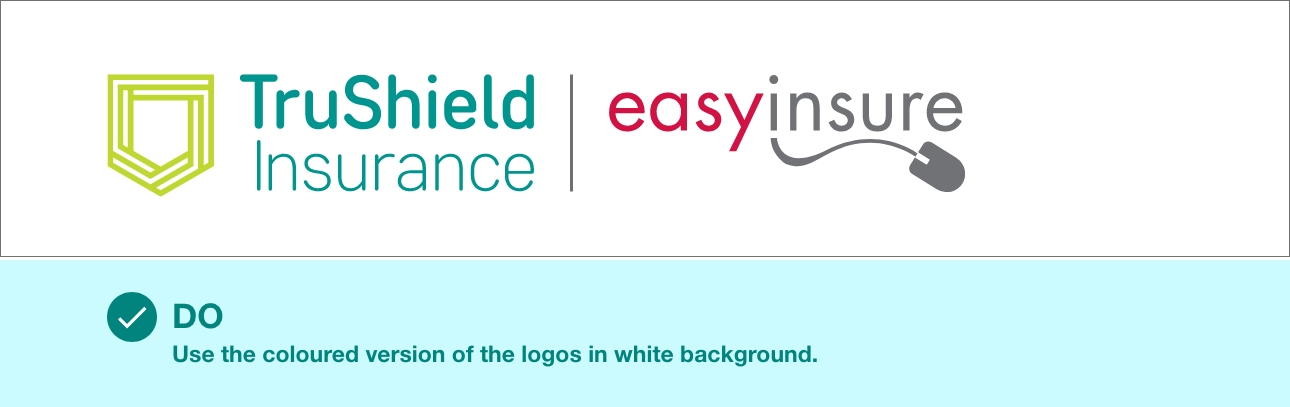 TruShield
Insurance
easyinsure
DO
Use the coloured version of the logos in white background.